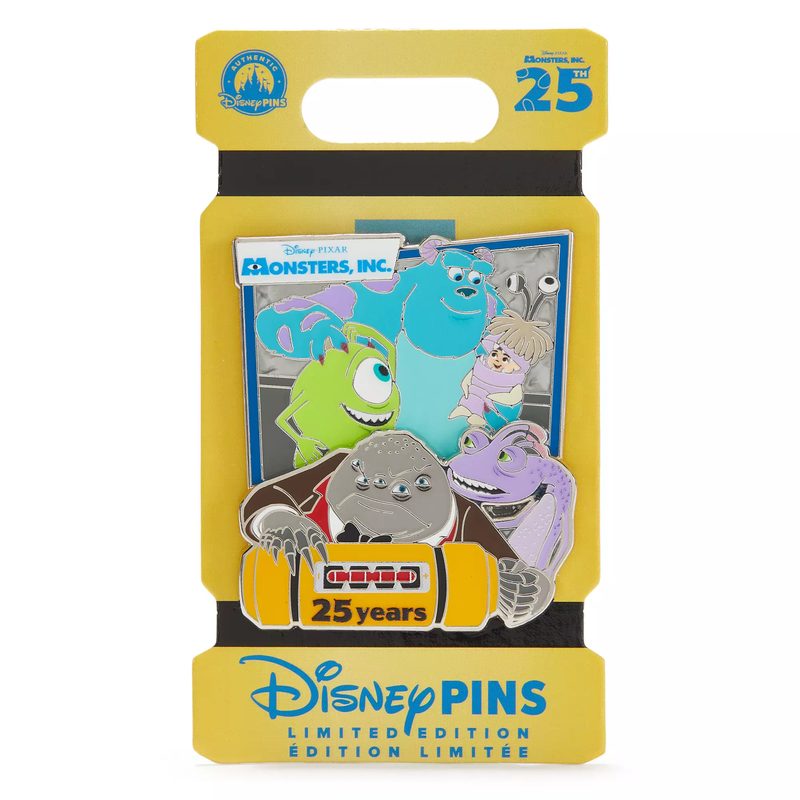 AUTHENTIC
DISNEY PINS
DISNEY PIXAR
MONSTERS, INC.
25TH
DISNEY PIXAR
MONSTERS, INC.
25 years
DISNEY PINS
LIMITED EDITION
ÉDITION LIMITÉE